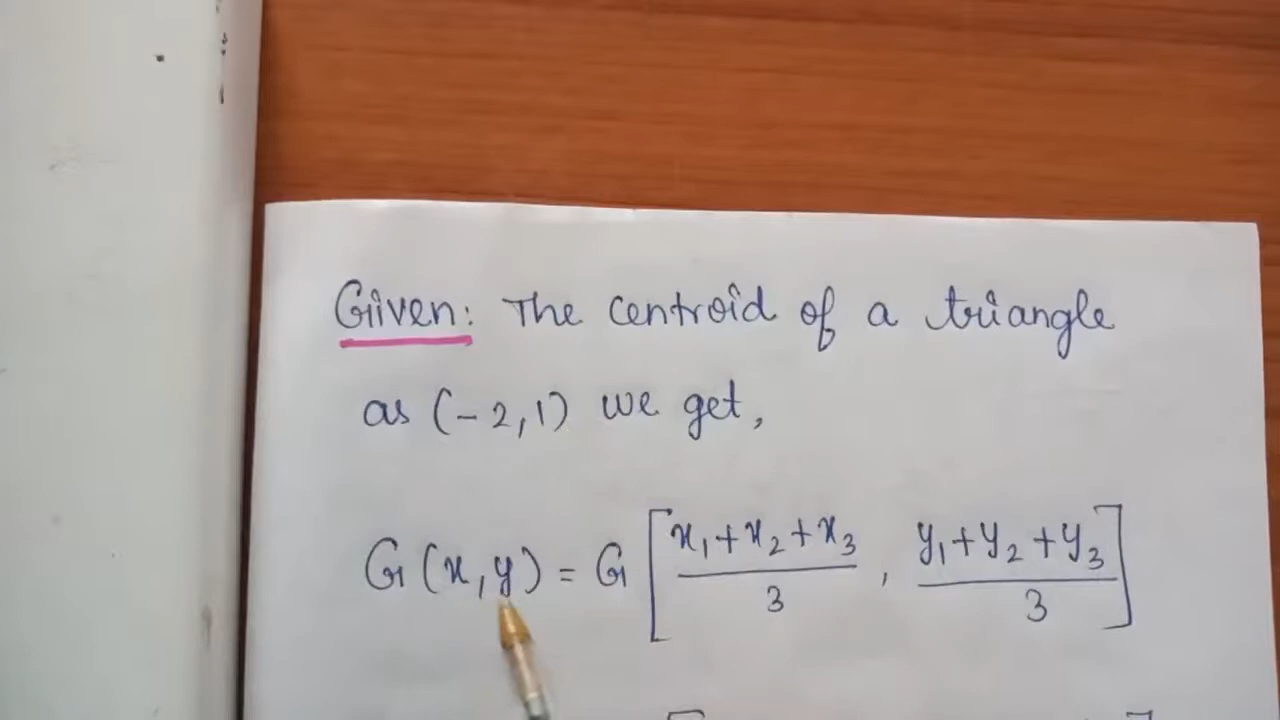 Given: The centroid of a triangle
as (-2,1) we get,
G(x,y) = G [ x₁+x₂+x₃ / 3 , y₁+y₂+y₃ / 3 ]